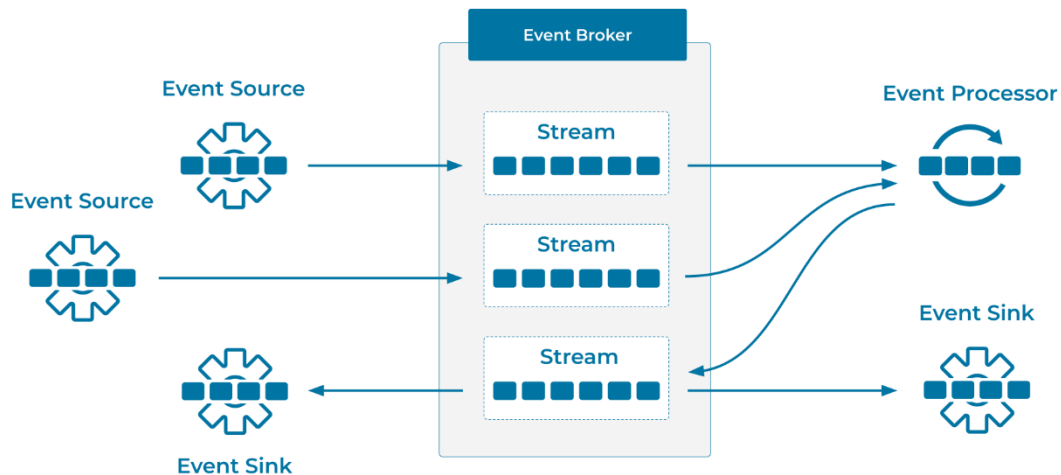 Event Broker
Event Source
Stream
Event Processor
Event Source
Stream
Event Sink
Stream
Event Sink